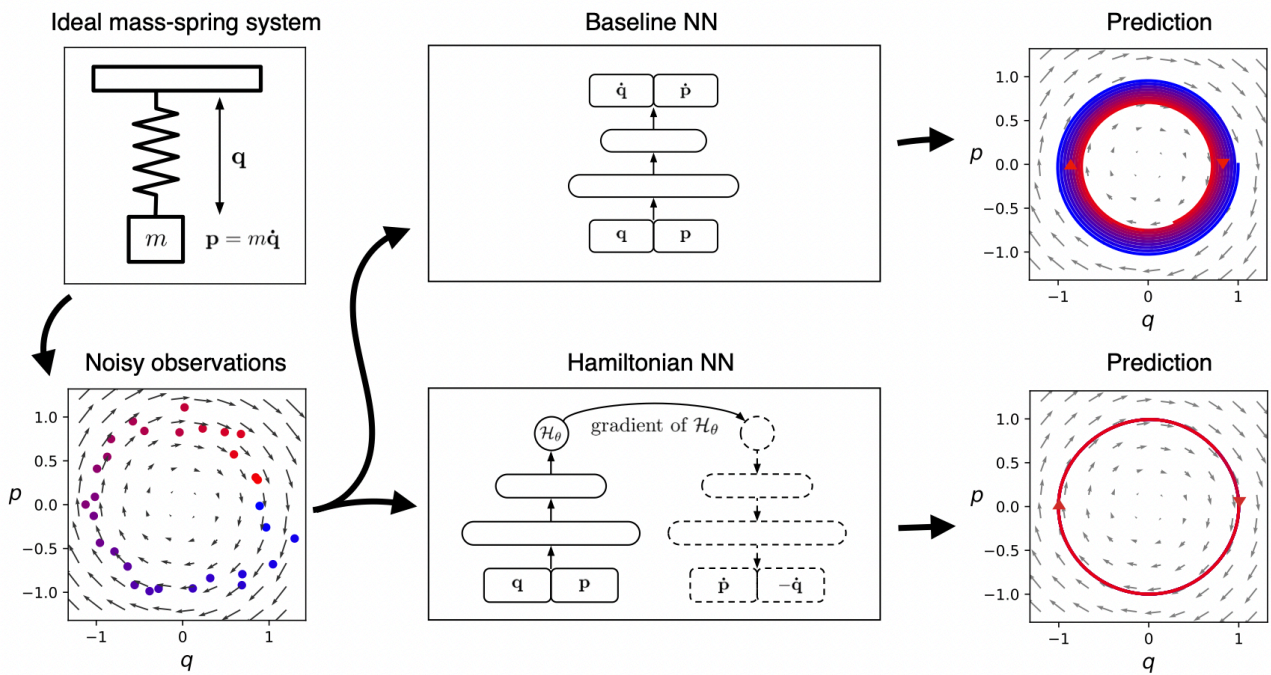 Ideal mass-spring system
q
m
p = mq̇
Baseline NN
q̇ ṗ
q p
Prediction
1.0
0.5
0.0
−0.5
−1.0
p
−1 0 1
q
Noisy observations
1.0
0.5
0.0
−0.5
−1.0
p
−1 0 1
q
Hamiltonian NN
ℋθ
gradient of ℋθ
q p
ṗ −q̇
Prediction
1.0
0.5
0.0
−0.5
−1.0
p
−1 0 1
q